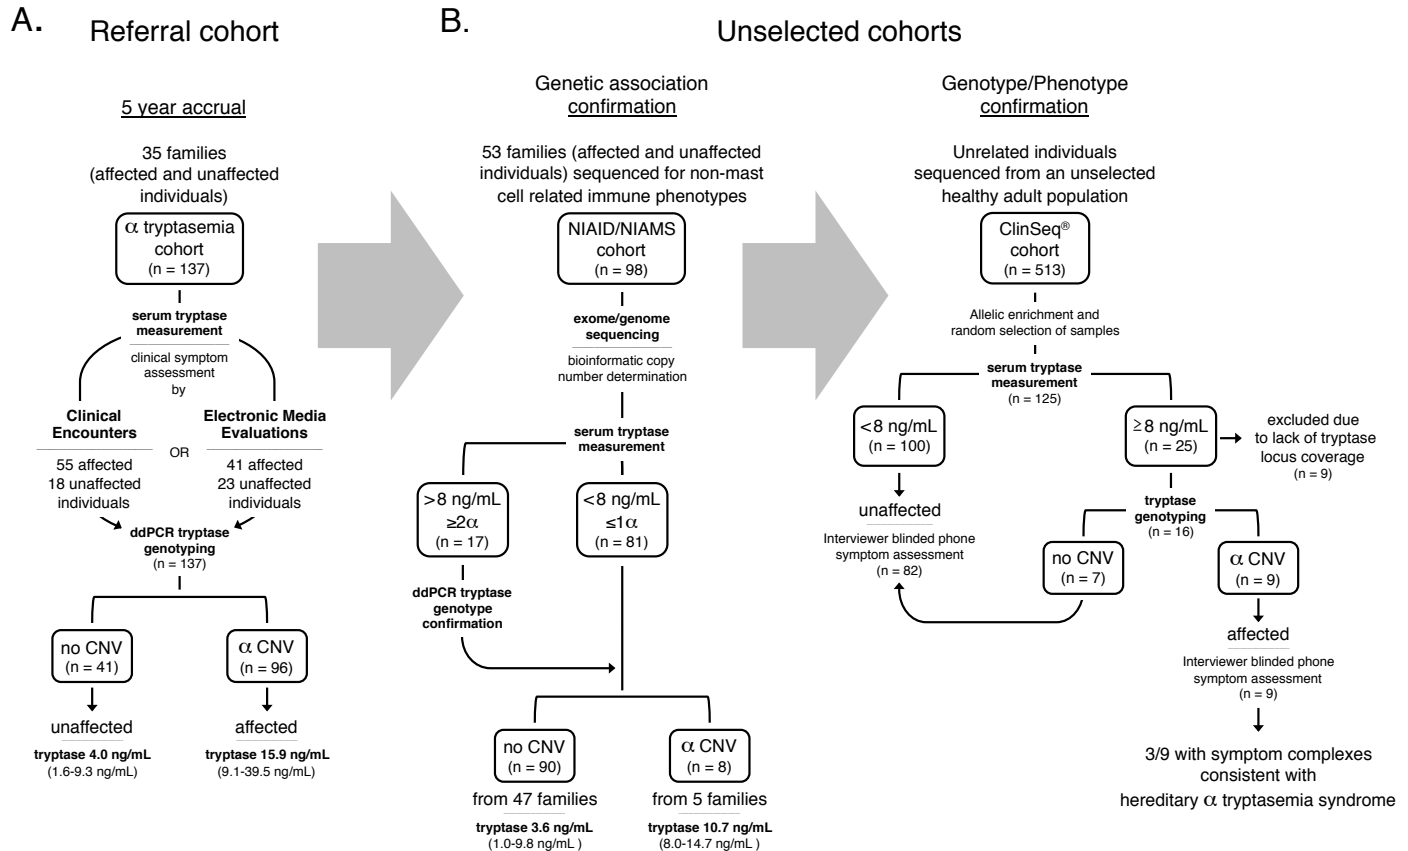 A.
Referral cohort
5 year accrual
35 families
(affected and unaffected
individuals)
α tryptasemia
cohort
(n = 137)
serum tryptase
measurement
clinical symptom
assessment
by
Clinical
Encounters
55 affected
18 unaffected
individuals
OR
Electronic Media
Evaluations
41 affected
23 unaffected
individuals
ddPCR tryptase
genotyping
(n = 137)
no CNV
(n = 41)
unaffected
tryptase 4.0 ng/mL
(1.6-9.3 ng/mL)
α CNV
(n = 96)
affected
tryptase 15.9 ng/mL
(9.1-39.5 ng/mL)
B.
Unselected cohorts
Genetic association
confirmation
53 families (affected and unaffected
individuals) sequenced for non-mast
cell related immune phenotypes
NIAID/NIAMS
cohort
(n = 98)
exome/genome
sequencing
bioinformatic copy
number determination
serum tryptase
measurement
>8 ng/mL
≥2α
(n = 17)
<8 ng/mL
≤1α
(n = 81)
ddPCR tryptase
genotype
confirmation
no CNV
(n = 90)
from 47 families
tryptase 3.6 ng/mL
(1.0-9.8 ng/mL )
α CNV
(n = 8)
from 5 families
tryptase 10.7 ng/mL
(8.0-14.7 ng/mL )
Genotype/Phenotype
confirmation
Unrelated individuals
sequenced from an unselected
healthy adult population
ClinSeq®
cohort
(n = 513)
Allelic enrichment and
random selection of samples
serum tryptase
measurement
(n = 125)
<8 ng/mL
(n = 100)
unaffected
Interviewer blinded phone
symptom assessment
(n = 82)
≥8 ng/mL
(n = 25)
excluded due
to lack of tryptase
locus coverage
(n = 9)
tryptase
genotyping
(n = 16)
no CNV
(n = 7)
α CNV
(n = 9)
affected
Interviewer blinded phone
symptom assessment
(n = 9)
3/9 with symptom complexes
consistent with
hereditary α tryptasemia syndrome